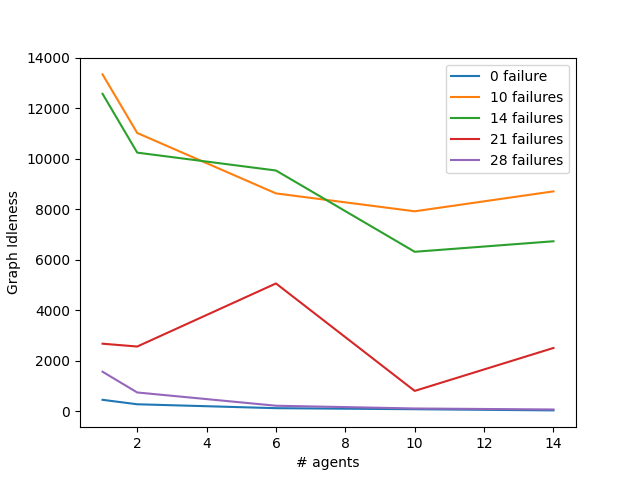 14000
12000
10000
8000
6000
4000
2000
0
Graph Idleness
0 failure
10 failures
14 failures
21 failures
28 failures
2 4 6 8 10 12 14
# agents